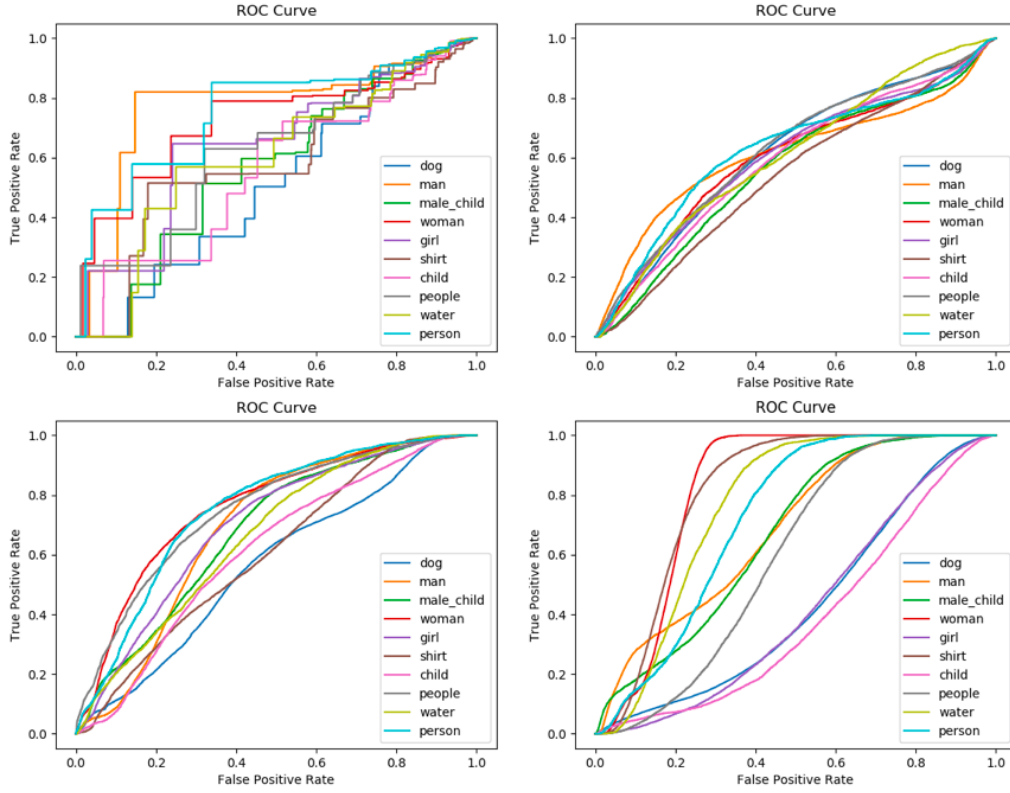 ROC Curve
True Positive Rate
1.0
0.8
0.6
0.4
0.2
0.0
dog
man
male_child
woman
girl
shirt
child
people
water
person
0.0 0.2 0.4 0.6 0.8 1.0
False Positive Rate
ROC Curve
True Positive Rate
1.0
0.8
0.6
0.4
0.2
0.0
dog
man
male_child
woman
girl
shirt
child
people
water
person
0.0 0.2 0.4 0.6 0.8 1.0
False Positive Rate
ROC Curve
True Positive Rate
1.0
0.8
0.6
0.4
0.2
0.0
dog
man
male_child
woman
girl
shirt
child
people
water
person
0.0 0.2 0.4 0.6 0.8 1.0
False Positive Rate
ROC Curve
True Positive Rate
1.0
0.8
0.6
0.4
0.2
0.0
dog
man
male_child
woman
girl
shirt
child
people
water
person
0.0 0.2 0.4 0.6 0.8 1.0
False Positive Rate